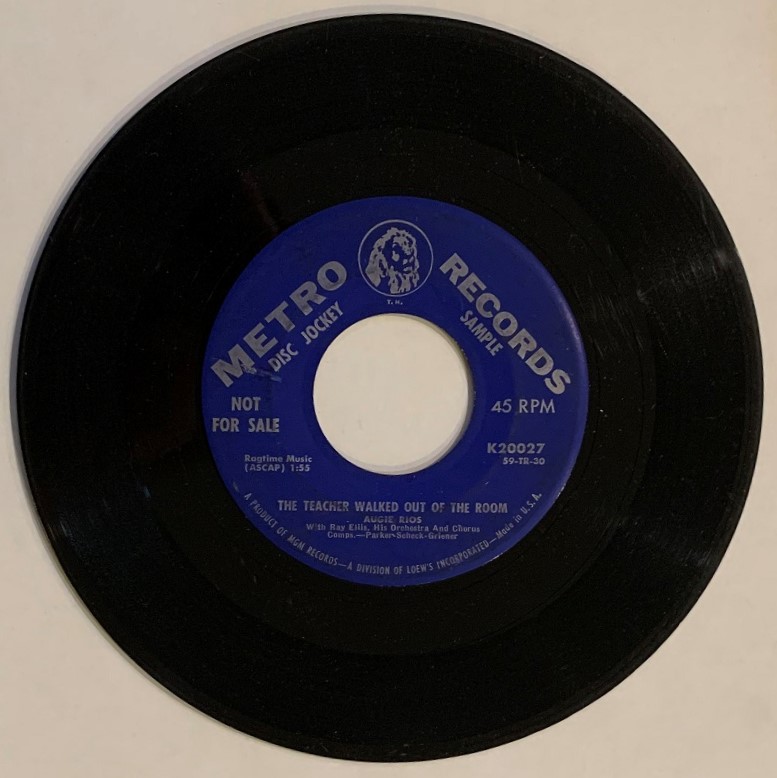 METRO RECORDS
T. M.
DISC JOCKEY SAMPLE
NOT
FOR SALE
45 RPM
K20027
59-TR-30
Ragtime Music
(ASCAP) 1:55
THE TEACHER WALKED OUT OF THE ROOM
AUGIE RIOS
With Ray Ellis, His Orchestra And Chorus
Comps.—Parker-Scheck-Griener
A PRODUCT OF MGM RECORDS—A DIVISION OF LOEW'S INCORPORATED—Made in U.S.A.